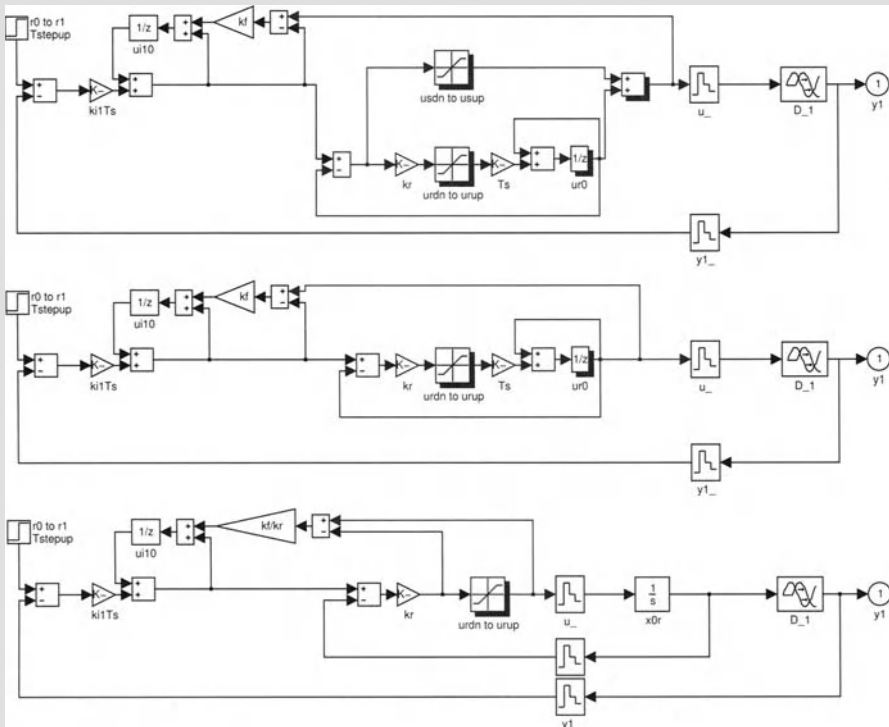 r0 to r1
Tstepup
+
−
K−
ki1Ts
+
+
1/z
ui10
+
+
kf
+
−
usdn to usup
+
−
K−
kr
urdn to urup
K−
Ts
+
+
1/z
ur0
+
+
u_
D_1
1
y1
y1_
r0 to r1
Tstepup
+
−
K−
ki1Ts
+
+
1/z
ui10
+
+
kf
+
−
+
−
K−
kr
urdn to urup
K−
Ts
+
+
1/z
ur0
u_
D_1
1
y1
y1_
r0 to r1
Tstepup
+
−
K−
ki1Ts
+
+
1/z
ui10
+
+
kf/kr
+
−
+
−
K−
kr
urdn to urup
u_
1
s
x0r
D_1
1
y1
y1